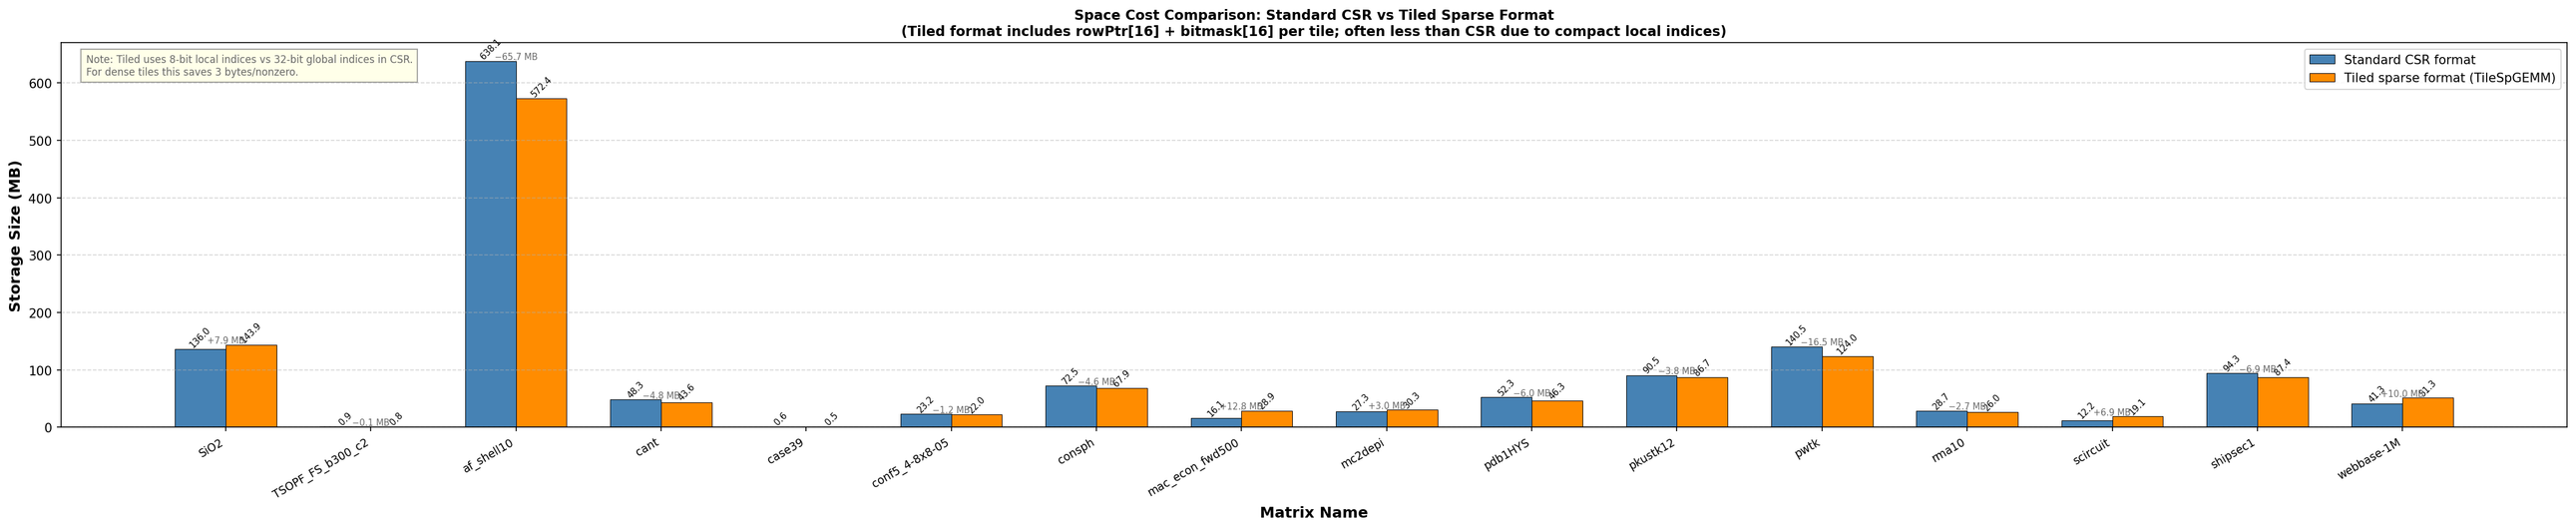 Space Cost Comparison: Standard CSR vs Tiled Sparse Format
(Tiled format includes rowPtr[16] + bitmask[16] per tile; often less than CSR due to compact local indices)
Note: Tiled uses 8-bit local indices vs 32-bit global indices in CSR.
For dense tiles this saves 3 bytes/nonzero.
Standard CSR format
Tiled sparse format (TileSpGEMM)
Storage Size (MB)
600
500
400
300
200
100
0
136.0 +7.9 MB 143.9
0.9 −0.1 MB 0.8
638.1 −65.7 MB 572.4
48.3 −4.8 MB 43.6
0.6 0.5
23.2 −1.2 MB 22.0
72.5 −4.6 MB 67.9
16.1 +12.8 MB 28.9
27.3 +3.0 MB 30.3
52.3 −6.0 MB 46.3
90.5 −3.8 MB 86.7
140.5 −16.5 MB 124.0
28.7 −2.7 MB 26.0
12.2 +6.9 MB 19.1
94.3 −6.9 MB 87.4
41.3 +10.0 MB 51.3
SiO2
TSOPF_FS_b300_c2
af_shell10
cant
case39
conf5_4-8x8-05
consph
mac_econ_fwd500
mc2depi
pdb1HYS
pkustk12
pwtk
rma10
scircuit
shipsec1
webbase-1M
Matrix Name